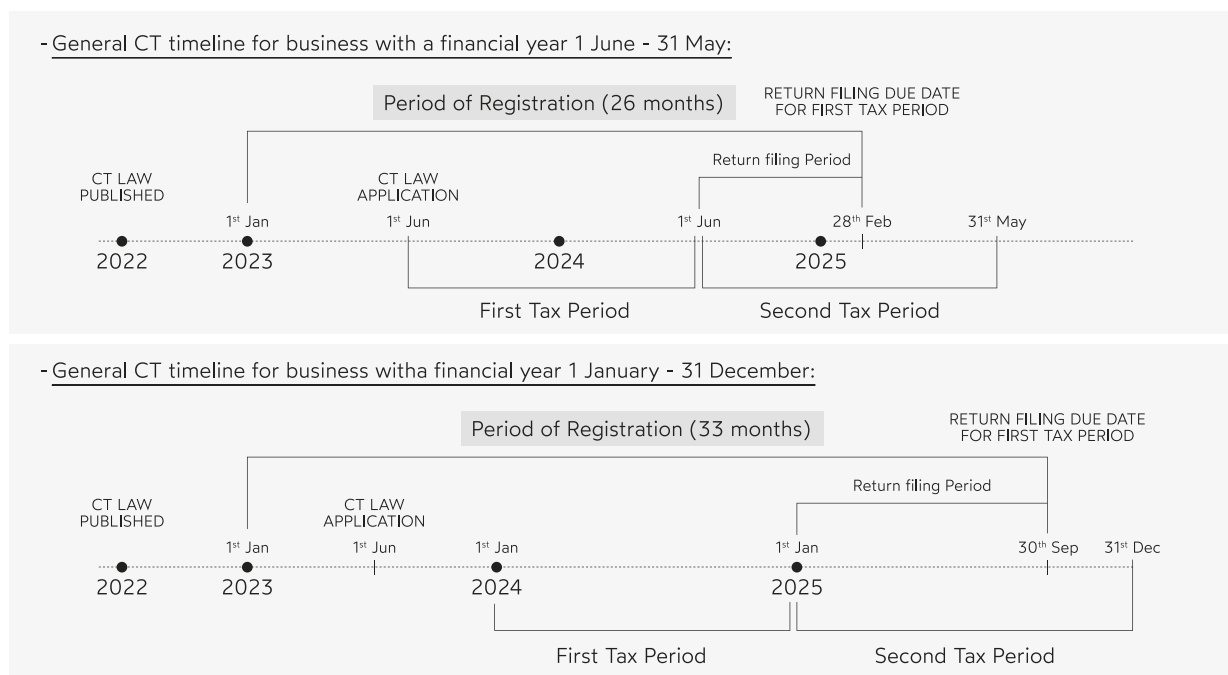 - General CT timeline for business with a financial year 1 June - 31 May:
Period of Registration (26 months)
RETURN FILING DUE DATE
FOR FIRST TAX PERIOD
Return filing Period
CT LAW
PUBLISHED
CT LAW
APPLICATION
1st Jan
1st Jun
1st Jun
28th Feb
31st May
2022
2023
2024
2025
First Tax Period
Second Tax Period
- General CT timeline for business witha financial year 1 January - 31 December:
Period of Registration (33 months)
RETURN FILING DUE DATE
FOR FIRST TAX PERIOD
Return filing Period
CT LAW
PUBLISHED
CT LAW
APPLICATION
1st Jan
1st Jun
1st Jan
1st Jan
30th Sep
31st Dec
2022
2023
2024
2025
First Tax Period
Second Tax Period